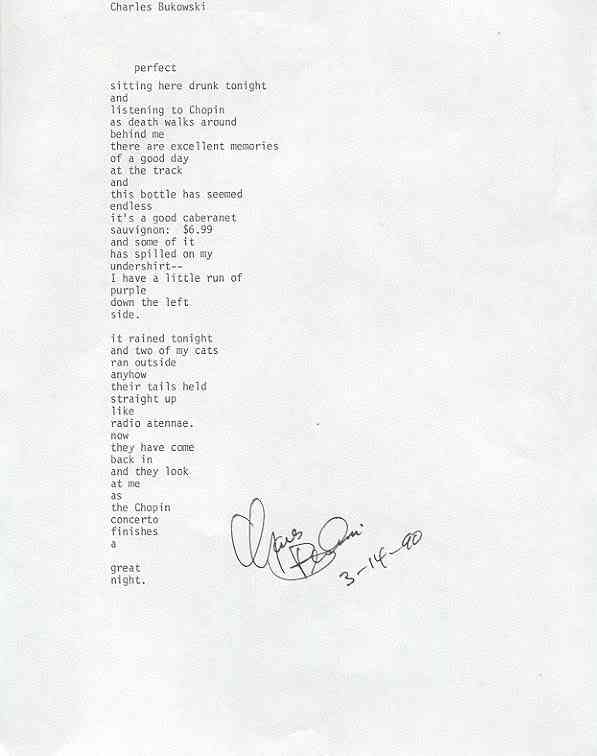 Charles Bukowski
perfect
sitting here drunk tonight
and
listening to Chopin
as death walks around
behind me
there are excellent memories
of a good day
at the track
and
this bottle has seemed
endless
it's a good caberanet
sauvignon:  $6.99
and some of it
has spilled on my
undershirt--
I have a little run of
purple
down the left
side.
it rained tonight
and two of my cats
ran outside
anyhow
their tails held
straight up
like
radio atennae.
now
they have come
back in
and they look
at me
as
the Chopin
concerto
finishes
a
great
night.
3-14-90